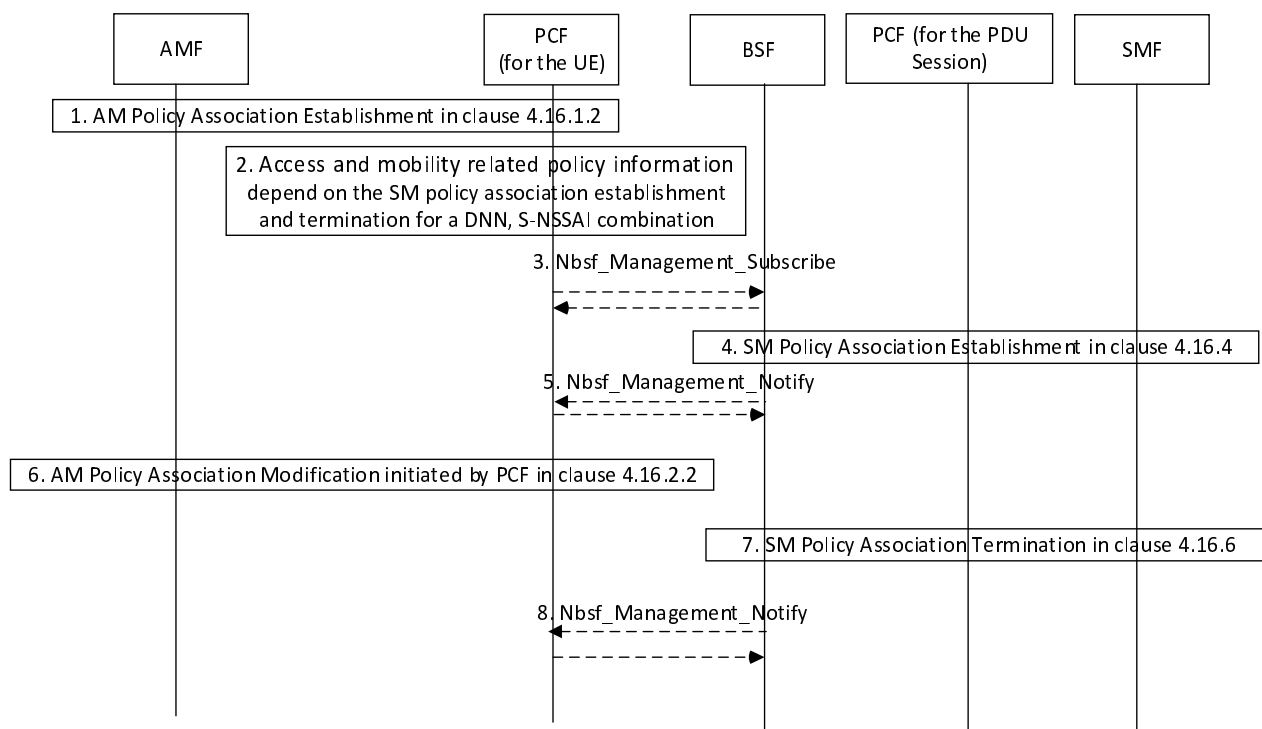 AMF
PCF
(for the UE)
BSF
PCF (for the PDU
Session)
SMF
1. AM Policy Association Establishment in clause 4.16.1.2
2. Access and mobility related policy information
depend on the SM policy association establishment
and termination for a DNN, S-NSSAI combination
3. Nbsf_Management_Subscribe
4. SM Policy Association Establishment in clause 4.16.4
5. Nbsf_Management_Notify
6. AM Policy Association Modification initiated by PCF in clause 4.16.2.2
7. SM Policy Association Termination in clause 4.16.6
8. Nbsf_Management_Notify